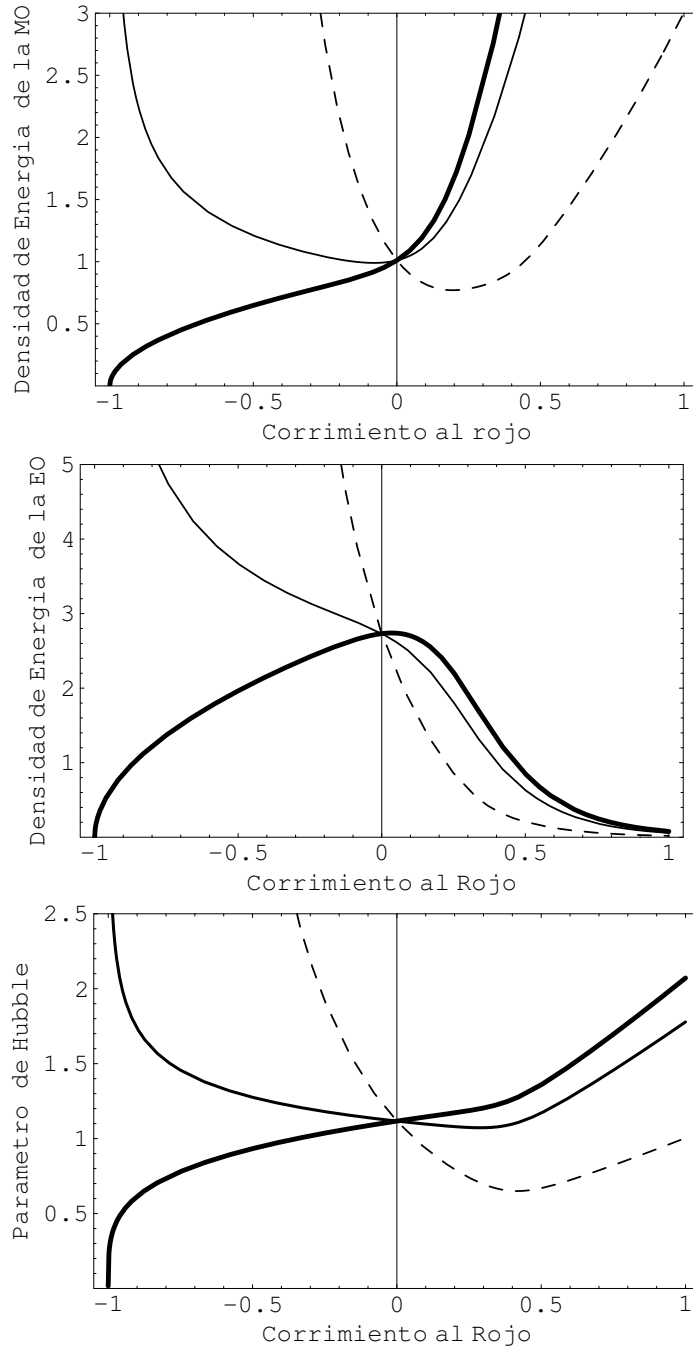 Densidad de Energia de la MO
3
2.5
2
1.5
1
0.5
-1 -0.5 0 0.5 1
Corrimiento al rojo
Densidad de Energia de la EO
5
4
3
2
1
-1 -0.5 0 0.5 1
Corrimiento al Rojo
Parametro de Hubble
2.5
2
1.5
1
0.5
-1 -0.5 0 0.5 1
Corrimiento al Rojo